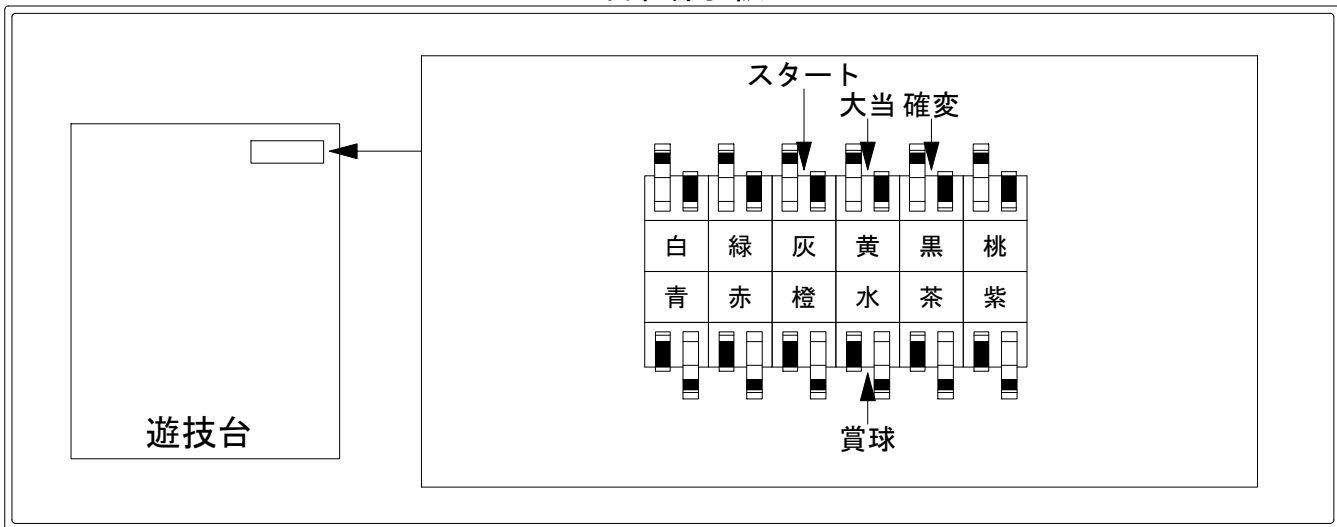 スタート
大当 確変
白 緑 灰 黄 黒 桃
青 赤 橙 水 茶 紫
賞球
遊技台